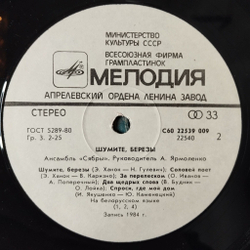 МИНИСТЕРСТВО
КУЛЬТУРЫ СССР
ВСЕСОЮЗНАЯ ФИРМА
ГРАМПЛАСТИНОК
МЕЛОДИЯ
АПРЕЛЕВСКИЙ ОРДЕНА ЛЕНИНА ЗАВОД
СТЕРЕО 33
ГОСТ 5289-80 С60 22539 009
Гр. 3. 2-25 22540 2
ШУМИТЕ, БЕРЕЗЫ
Ансамбль «Сябры». Руководитель А. Ярмоленко
Шумите, березы (Э. Ханок — Н. Гилевич); Соловей поет
(Э. Ханок — В. Каризна); За перелеском (О. Иванов —
А. Поперечный); Два щедрых слова (В. Будник —
О. Лойко); Спроси, где мой дом
(И. Якушенко — Ю. Каменецкий)
На белорусском языке
(1, 2, 4)
Запись 1984 г.